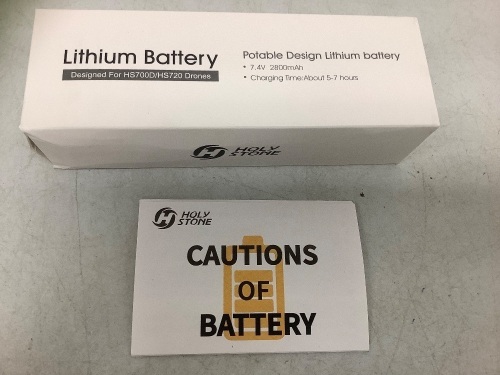 Lithium Battery
Designed For HS700D/HS720 Drones
Potable Design Lithium battery
• 7.4V 2800mAh
• Charging Time:About 5-7 hours
HOLY
STONE
HOLY
STONE
CAUTIONS
OF
BATTERY